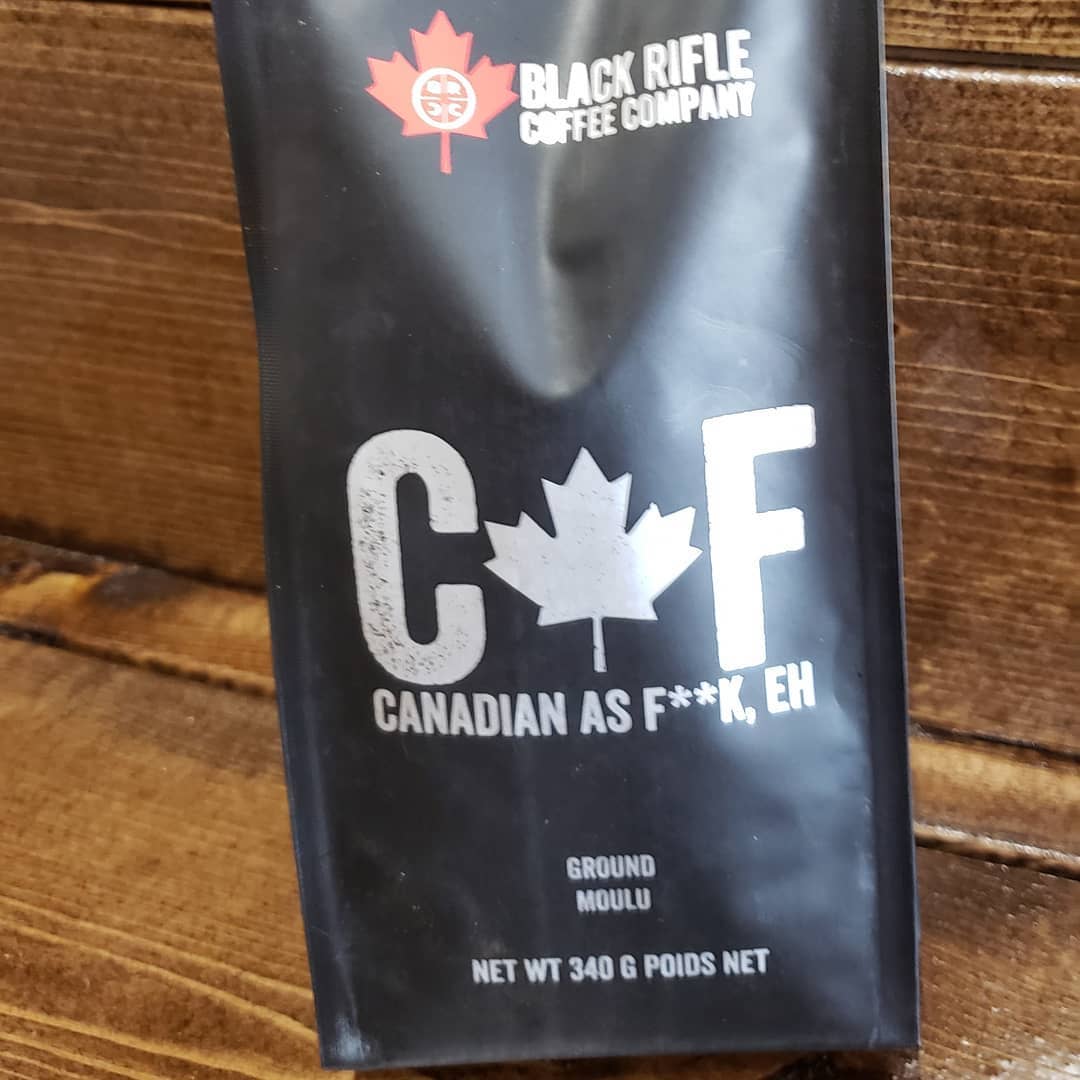 BLACK RIFLE
COFFEE COMPANY
C F
CANADIAN AS F**K, EH
GROUND
MOULU
NET WT 340 G POIDS NET